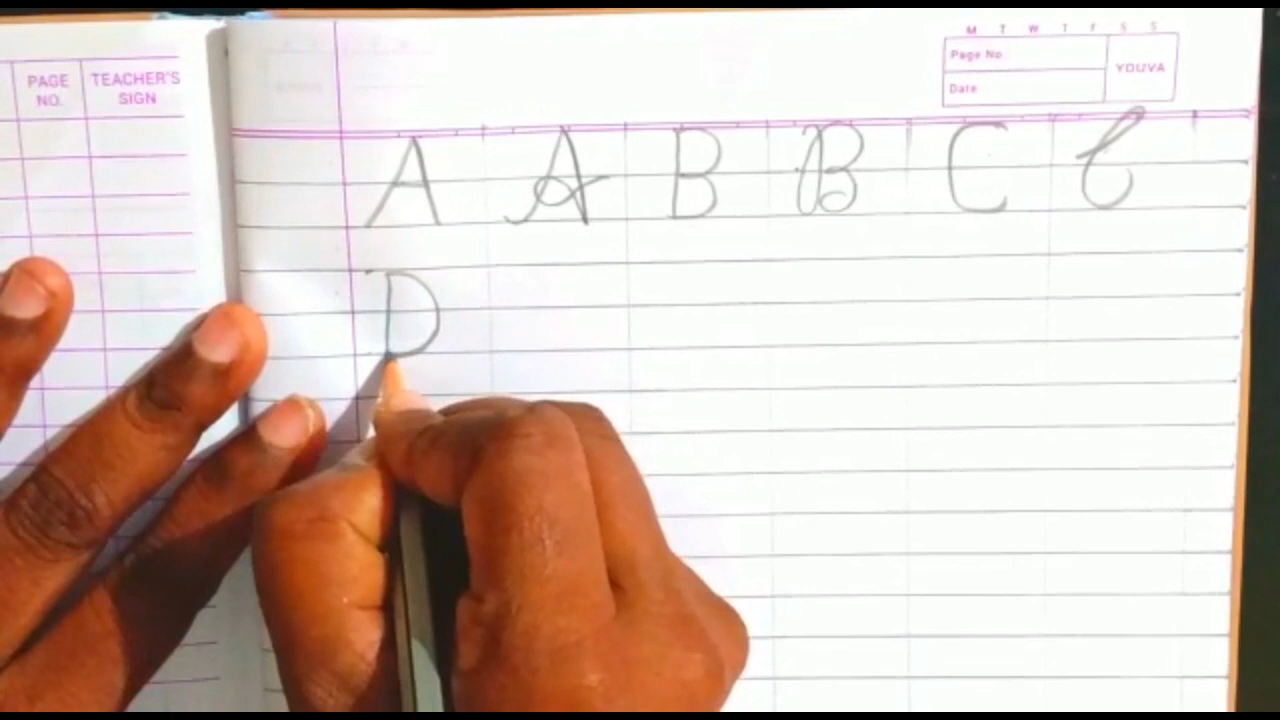 M T W T F S S
PAGE NO. TEACHER'S SIGN
Page No YOUVA
Date
A A B B C C
D